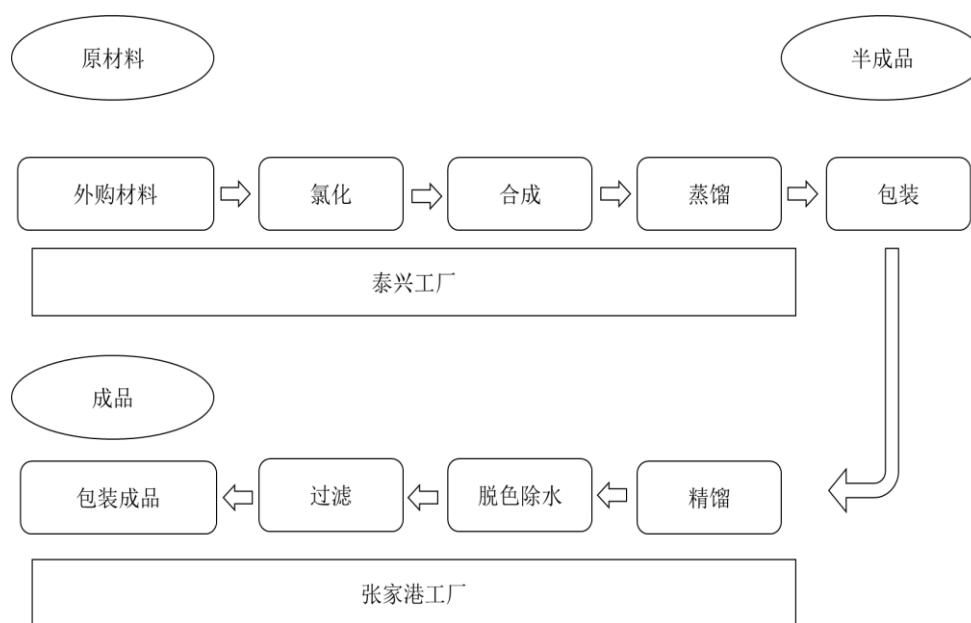 原材料
半成品
外购材料
氯化
合成
蒸馏
包装
泰兴工厂
成品
包装成品
过滤
脱色除水
精馏
张家港工厂